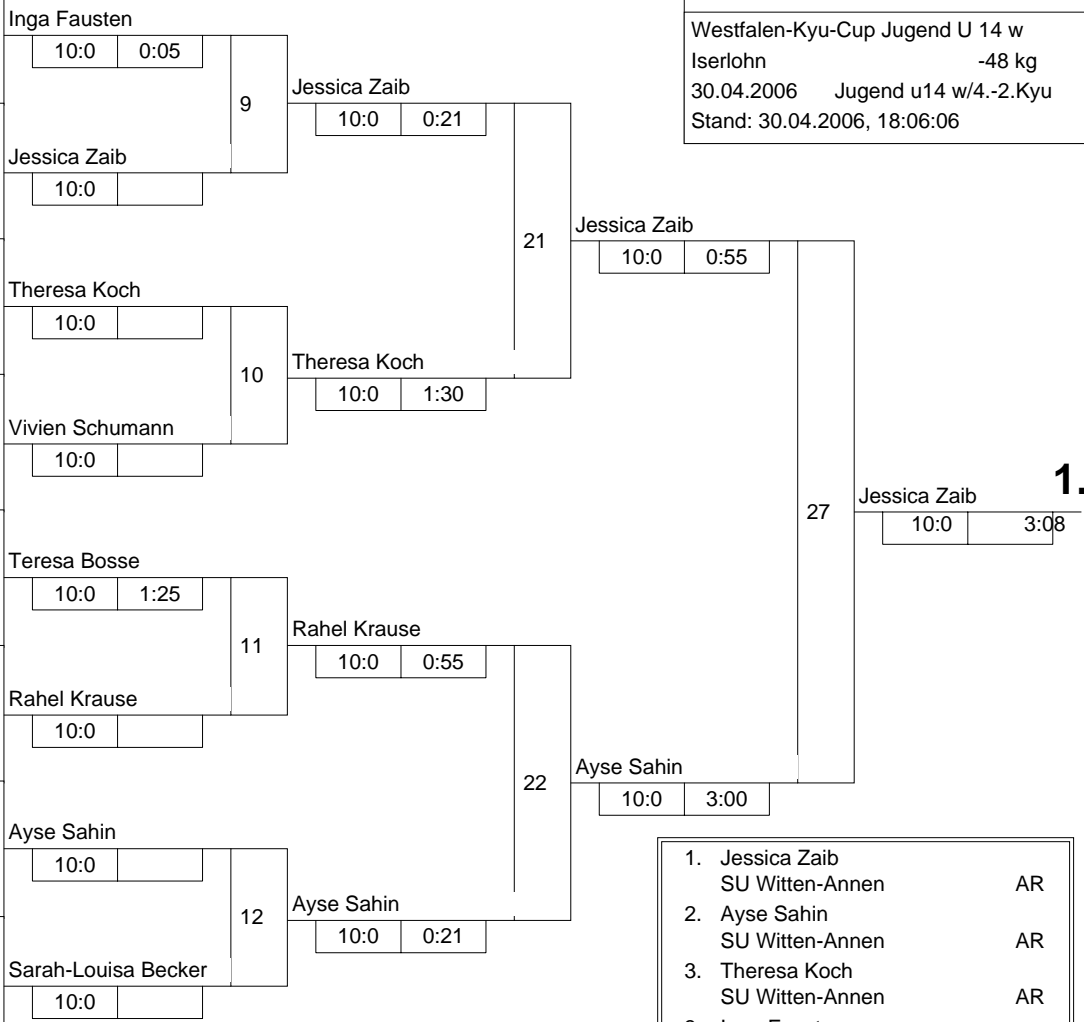 Inga Fausten
10:0 0:05
9
Jessica Zaib
10:0
Jessica Zaib
10:0 0:21
Theresa Koch
10:0
10
Vivien Schumann
10:0
Theresa Koch
10:0 1:30
21
Jessica Zaib
10:0 0:55
Teresa Bosse
10:0 1:25
11
Rahel Krause
10:0
Rahel Krause
10:0 0:55
Ayse Sahin
10:0
12
Sarah-Louisa Becker
10:0
Ayse Sahin
10:0 0:21
22
Ayse Sahin
10:0 3:00
27
Jessica Zaib 1.
10:0 3:08
Westfalen-Kyu-Cup Jugend U 14 w
Iserlohn -48 kg
30.04.2006 Jugend u14 w/4.-2.Kyu
Stand: 30.04.2006, 18:06:06
1. Jessica Zaib
SU Witten-Annen AR
2. Ayse Sahin
SU Witten-Annen AR
3. Theresa Koch
SU Witten-Annen AR